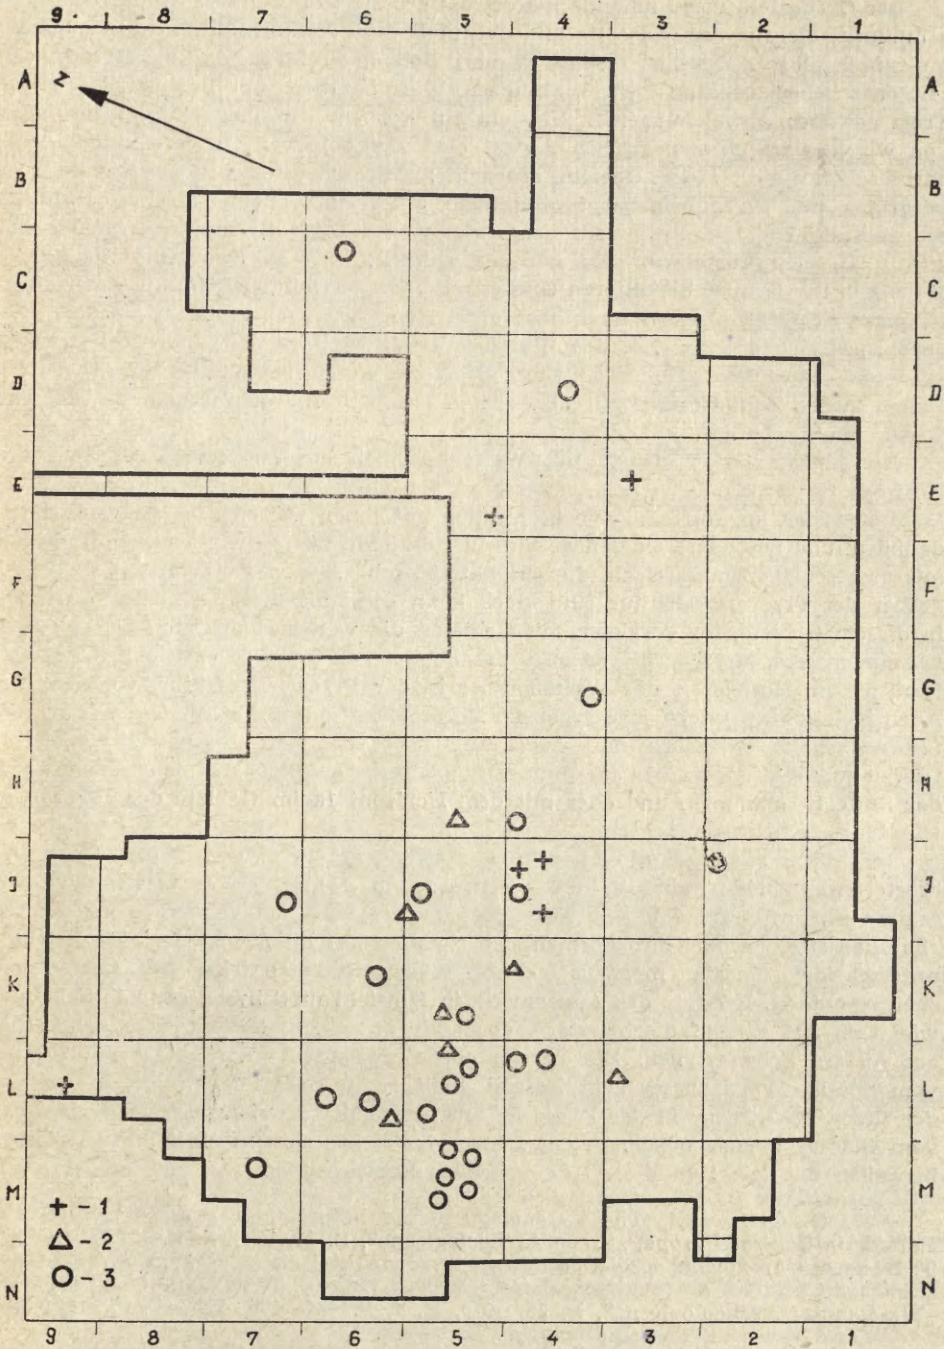 9 8 7 6 5 4 3 2 1
A A
N
B B
C C
D D
E E
F F
G G
H H
J J
K K
L L
M M
+ - 1
△ - 2
○ - 3
N N
9 8 7 6 5 4 3 2 1